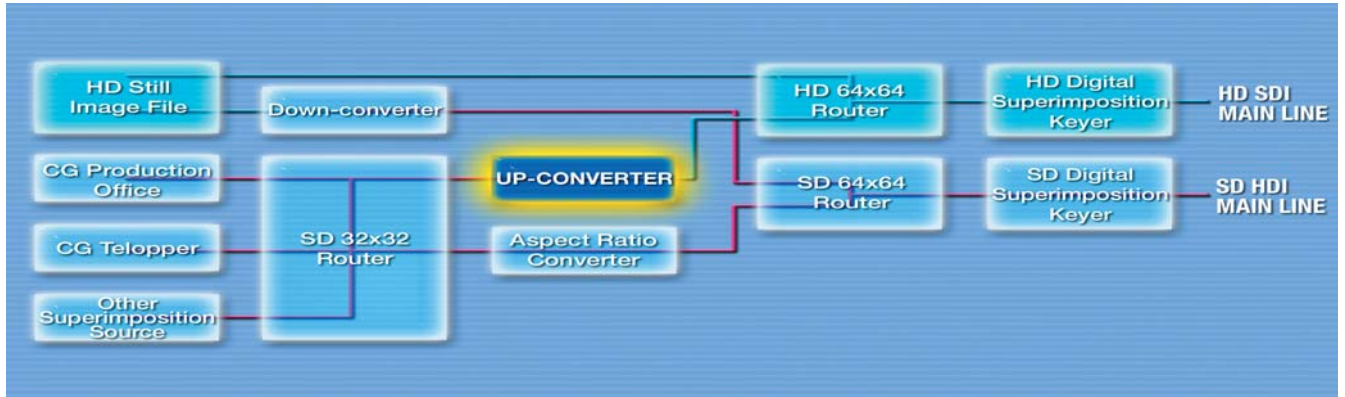 HD Still
Image File
Down-converter
HD 64x64
Router
HD Digital
Superimposition
Keyer
HD SDI
MAIN LINE
CG Production
Office
UP-CONVERTER
SD 64x64
Router
SD Digital
Superimposition
Keyer
SD HDI
MAIN LINE
CG Telopper
SD 32x32
Router
Aspect Ratio
Converter
Other
Superimposition
Source